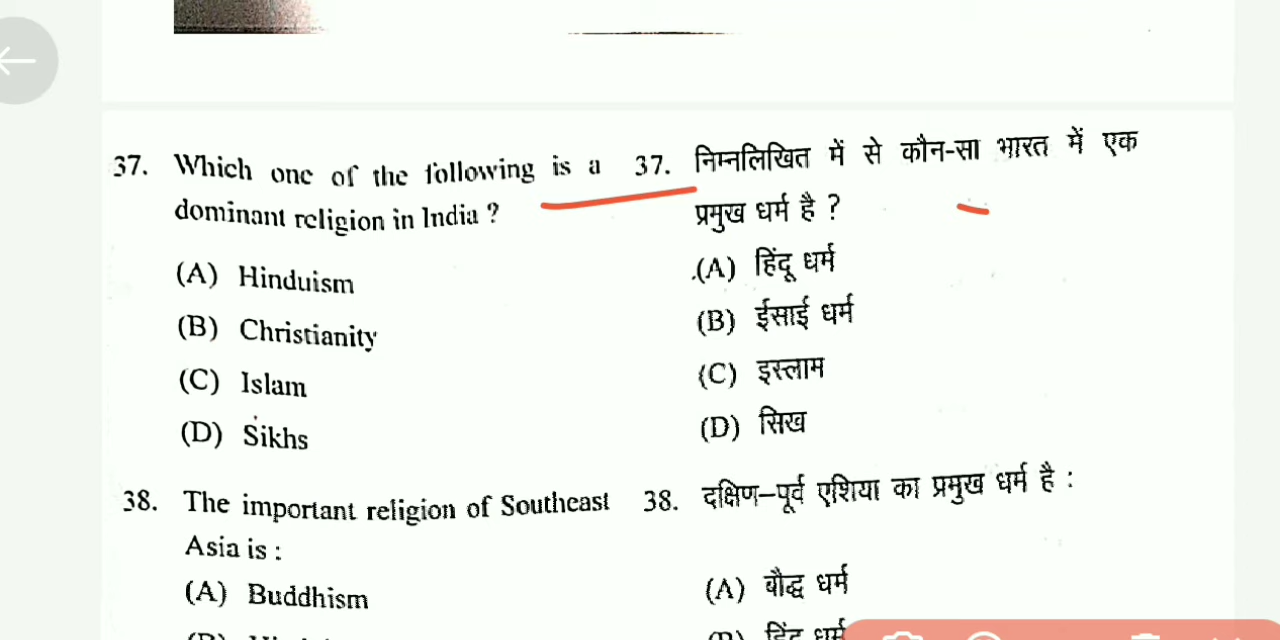 37. Which one of the following is a
dominant religion in India ?
(A) Hinduism
(B) Christianity
(C) Islam
(D) Sikhs
38. The important religion of Southeast
Asia is :
(A) Buddhism
37. निम्नलिखित में से कौन-सा भारत में एक
प्रमुख धर्म है ?
(A) हिंदू धर्म
(B) ईसाई धर्म
(C) इस्लाम
(D) सिख
38. दक्षिण–पूर्व एशिया का प्रमुख धर्म है :
(A) बौद्ध धर्म